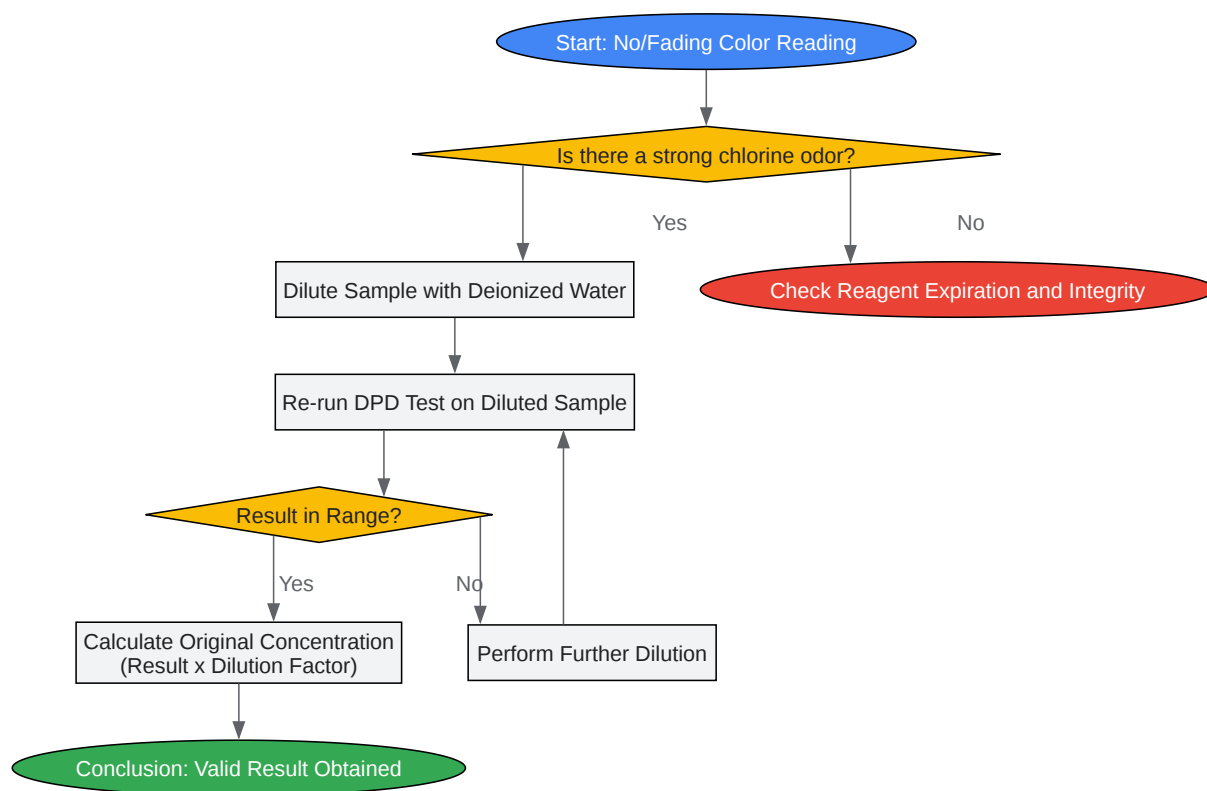 Start: No/Fading Color Reading
Is there a strong chlorine odor?
Yes
No
Dilute Sample with Deionized Water
Check Reagent Expiration and Integrity
Re-run DPD Test on Diluted Sample
Result in Range?
Yes
No
Calculate Original Concentration
(Result x Dilution Factor)
Perform Further Dilution
Conclusion: Valid Result Obtained